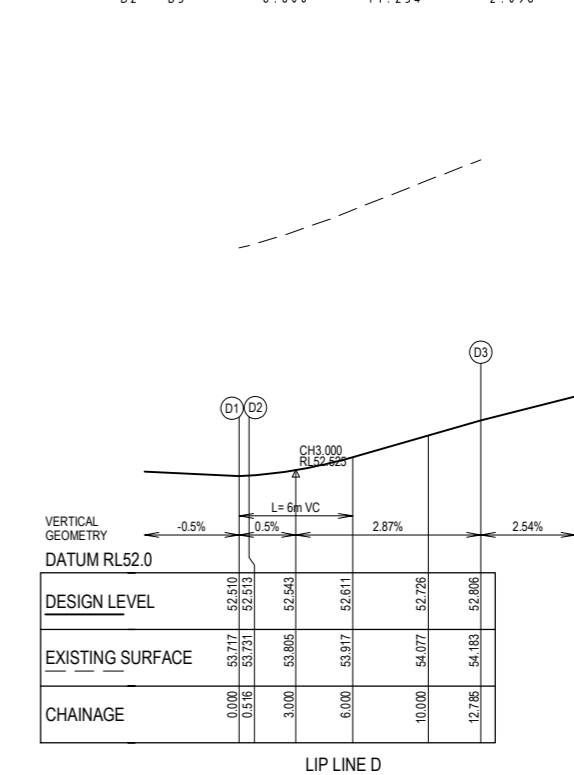 D1 D2
D3
CH3.000
RL52.525
L= 6m VC
VERTICAL
GEOMETRY
-0.5% 0.5% 2.87% 2.54%
DATUM RL52.0
DESIGN LEVEL 52.510 52.513 52.543 52.611 52.726 52.806
EXISTING SURFACE 53.717 53.731 53.805 53.917 54.077 54.183
CHAINAGE 0.000 0.516 3.000 6.000 10.000 12.785
LIP LINE D